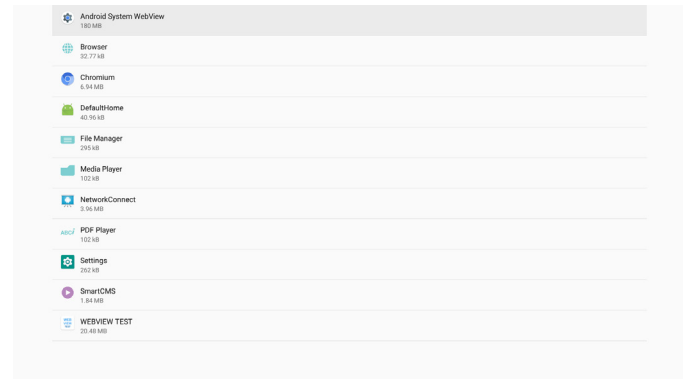 Android System WebView
180 MB
Browser
32.77 kB
Chromium
6.94 MB
DefaultHome
40.96 kB
File Manager
295 kB
Media Player
102 kB
NetworkConnect
3.96 MB
PDF Player
102 kB
Settings
262 kB
SmartCMS
1.84 MB
WEBVIEW TEST
20.48 MB